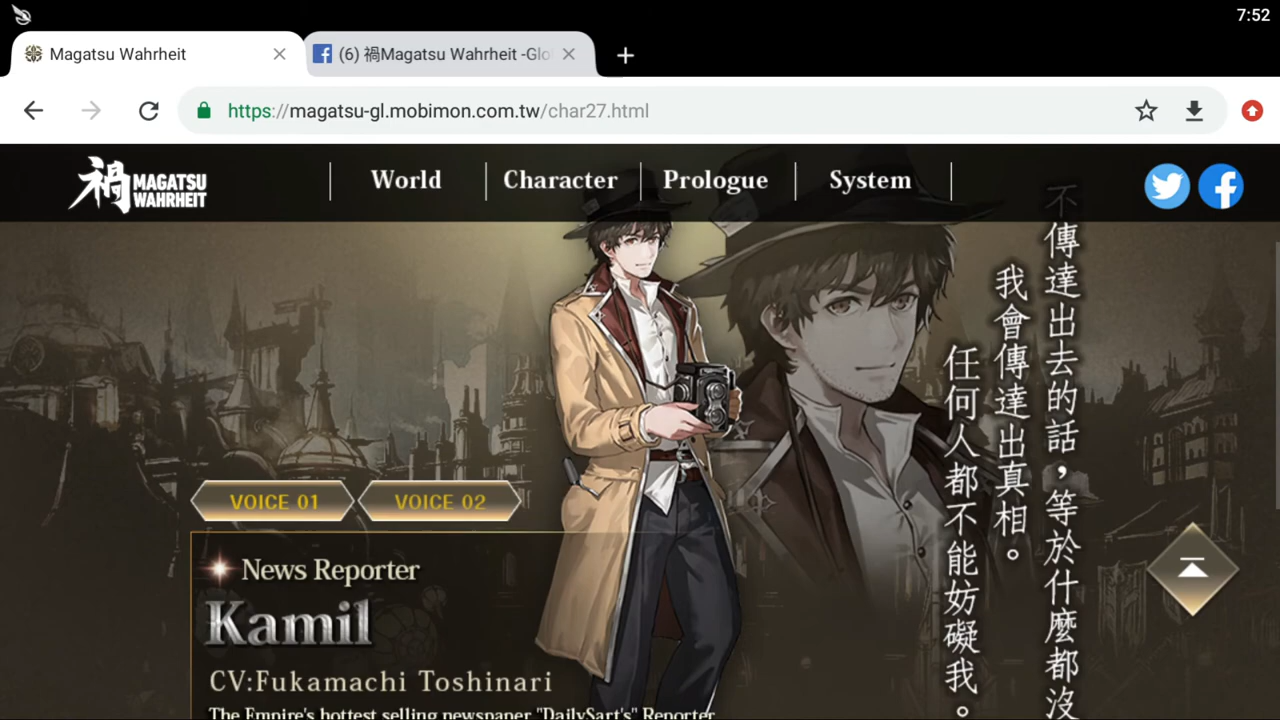 7:52
Magatsu Wahrheit
(6) 禍Magatsu Wahrheit -Glo
https://magatsu-gl.mobimon.com.tw/char27.html
禍 MAGATSU
WAHRHEIT
World
Character
Prologue
System
不傳達出去的話，等於什麼都沒
我會傳達出真相。
任何人都不能妨礙我。
VOICE 01
VOICE 02
News Reporter
Kamil
CV:Fukamachi Toshinari
The Empire's hottest selling newspaper "DailySart's" Reporter